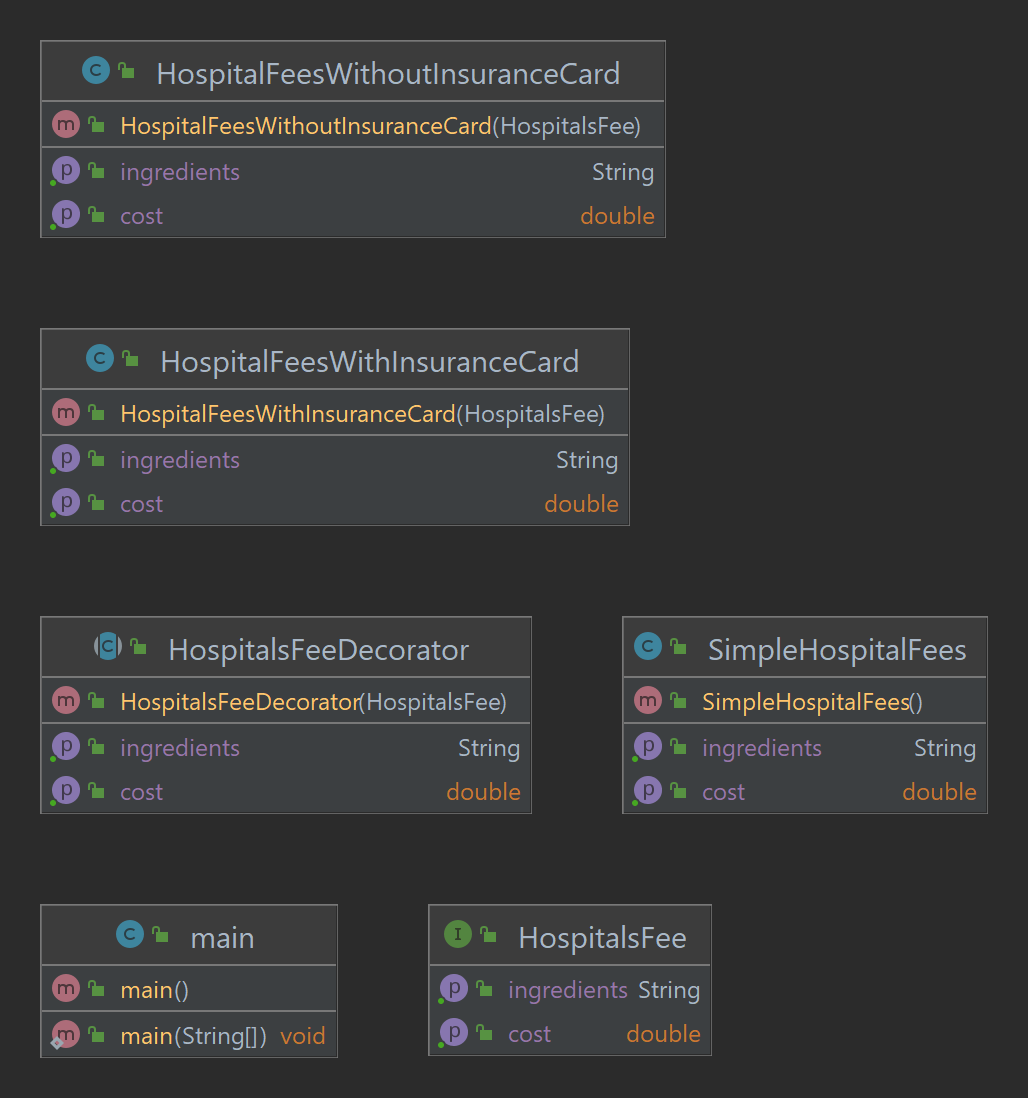 HospitalFeesWithoutInsuranceCard
m HospitalFeesWithoutInsuranceCard(HospitalsFee)
p ingredients String
p cost double
C HospitalFeesWithInsuranceCard
m HospitalFeesWithInsuranceCard(HospitalsFee)
p ingredients String
p cost double
C HospitalsFeeDecorator
m HospitalsFeeDecorator(HospitalsFee)
p ingredients String
p cost double
C SimpleHospitalFees
m SimpleHospitalFees()
p ingredients String
p cost double
C main
m main()
m main(String[]) void
I HospitalsFee
p ingredients String
p cost double